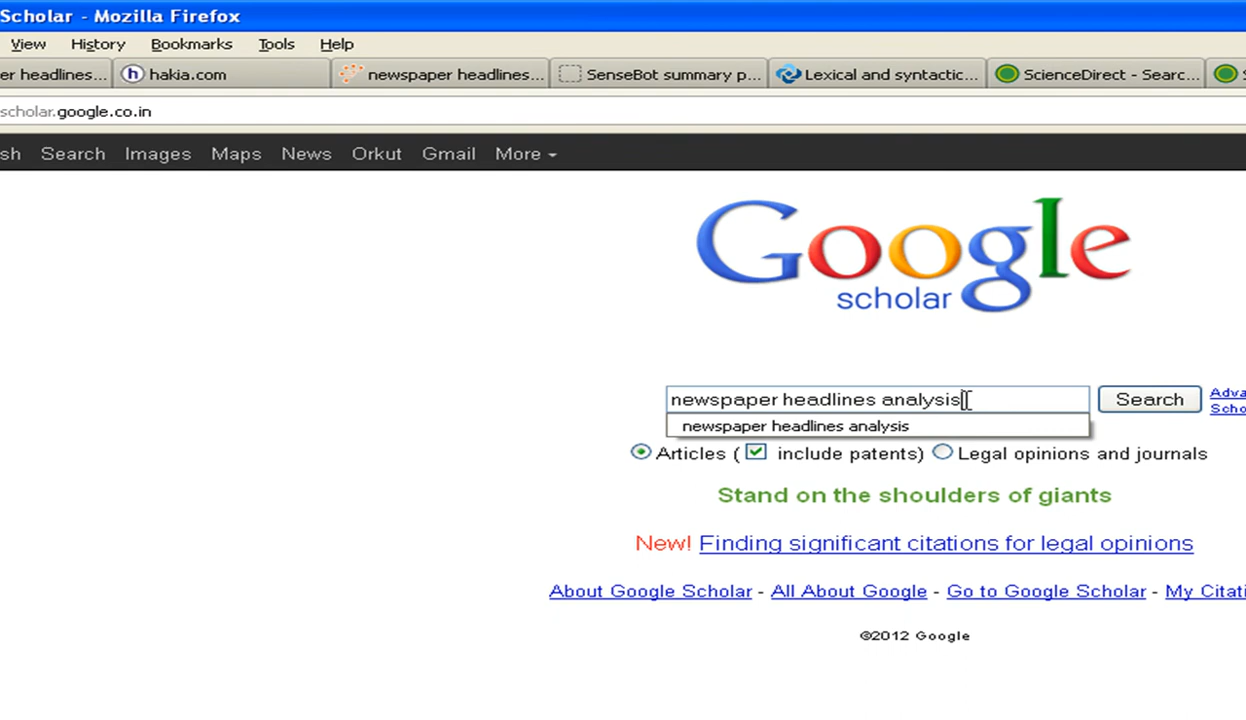 Scholar - Mozilla Firefox
View History Bookmarks Tools Help
er headlines... hakia.com newspaper headlines... SenseBot summary p... Lexical and syntactic... ScienceDirect - Searc... S
scholar.google.co.in
sh Search Images Maps News Orkut Gmail More
Google
scholar
newspaper headlines analysis Search Adva
Scho
newspaper headlines analysis
Articles ( include patents) Legal opinions and journals
Stand on the shoulders of giants
New! Finding significant citations for legal opinions
About Google Scholar - All About Google - Go to Google Scholar - My Citati
©2012 Google